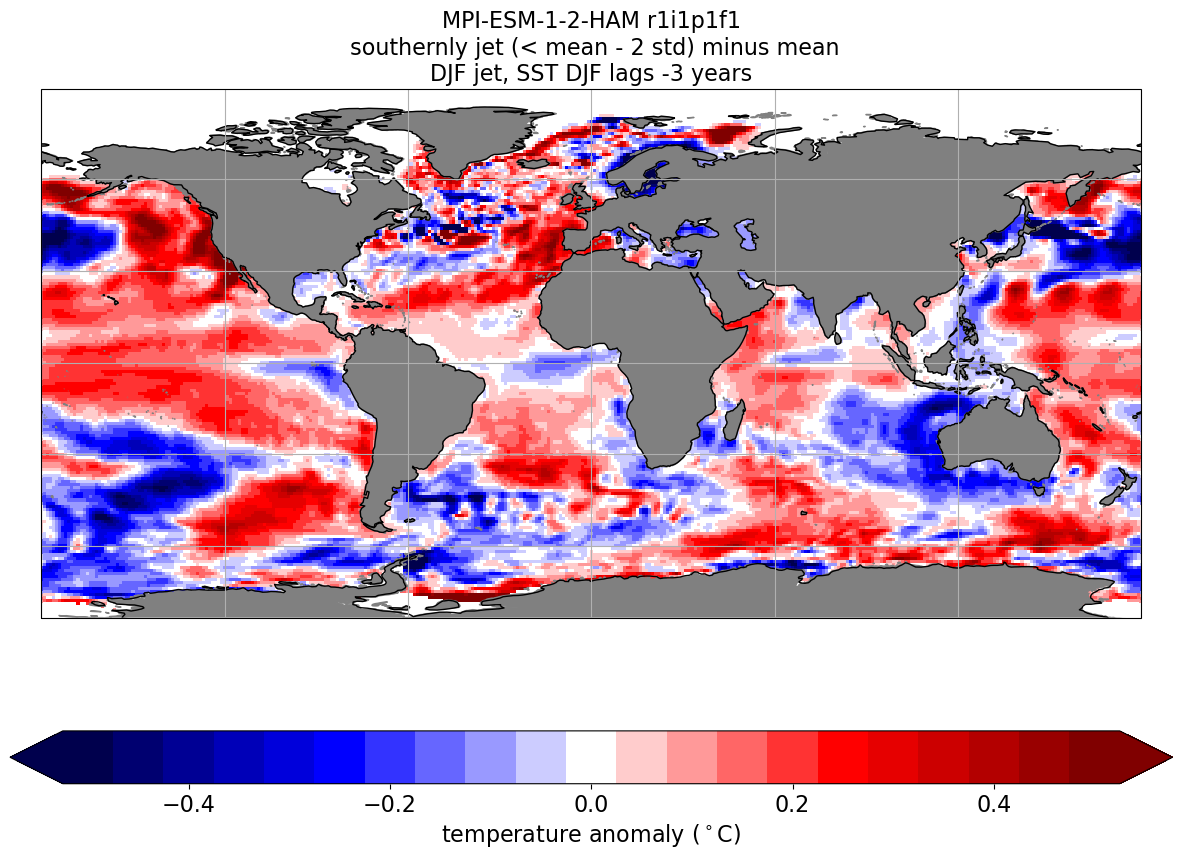 MPI-ESM-1-2-HAM r1i1p1f1
southernly jet (< mean - 2 std) minus mean
DJF jet, SST DJF lags -3 years
−0.4 −0.2 0.0 0.2 0.4
temperature anomaly (°C)